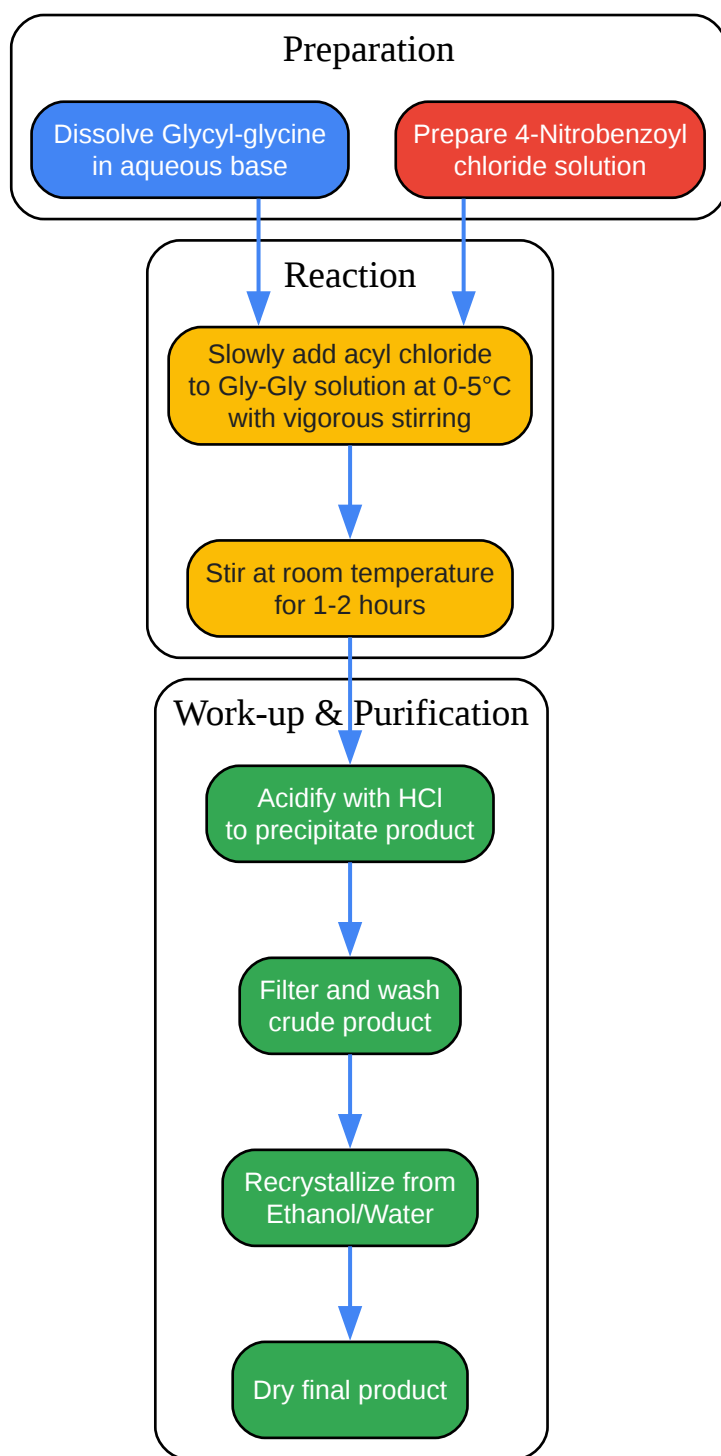 Preparation
Dissolve Glycyl-glycine
in aqueous base
Prepare 4-Nitrobenzoyl
chloride solution
Reaction
Slowly add acyl chloride
to Gly-Gly solution at 0-5°C
with vigorous stirring
Stir at room temperature
for 1-2 hours
Work-up & Purification
Acidify with HCl
to precipitate product
Filter and wash
crude product
Recrystallize from
Ethanol/Water
Dry final product